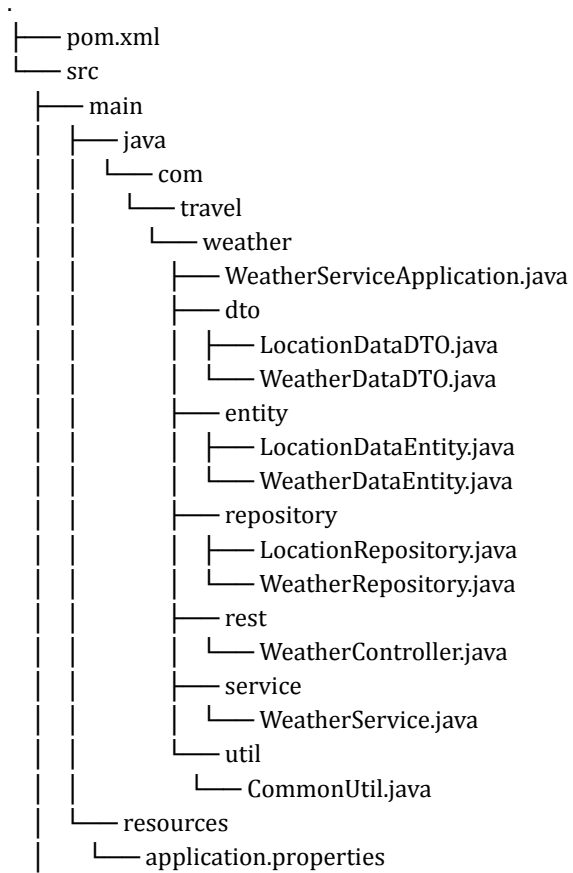 .
├── pom.xml
└── src
├── main
│ ├── java
│ │ └── com
│ │ └── travel
│ │ └── weather
│ │ ├── WeatherServiceApplication.java
│ │ ├── dto
│ │ │ ├── LocationDataDTO.java
│ │ │ └── WeatherDataDTO.java
│ │ ├── entity
│ │ │ ├── LocationDataEntity.java
│ │ │ └── WeatherDataEntity.java
│ │ ├── repository
│ │ │ ├── LocationRepository.java
│ │ │ └── WeatherRepository.java
│ │ ├── rest
│ │ │ └── WeatherController.java
│ │ ├── service
│ │ │ └── WeatherService.java
│ │ └── util
│ │ └── CommonUtil.java
│ └── resources
│ └── application.properties